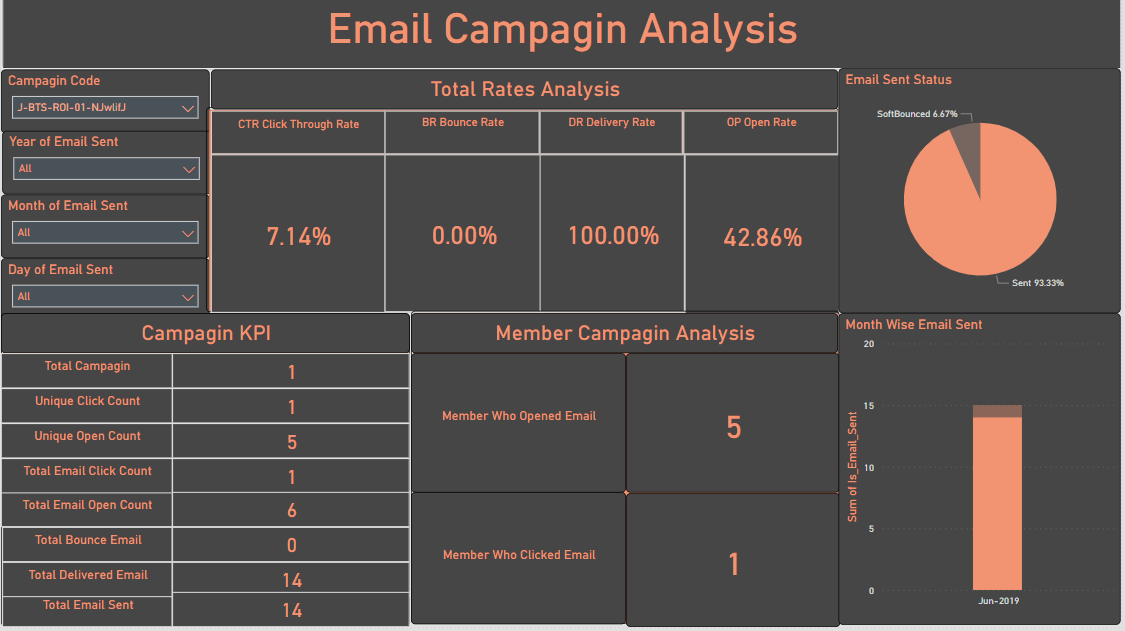 Email Campagin Analysis
Campagin Code
J-BTS-ROI-01-NJwlifJ
Year of Email Sent
All
Month of Email Sent
All
Day of Email Sent
All
Total Rates Analysis
CTR Click Through Rate
BR Bounce Rate
DR Delivery Rate
OP Open Rate
7.14%
0.00%
100.00%
42.86%
Email Sent Status
SoftBounced 6.67%
Sent 93.33%
Campagin KPI
Total Campagin
1
Unique Click Count
1
Unique Open Count
5
Total Email Click Count
1
Total Email Open Count
6
Total Bounce Email
0
Total Delivered Email
14
Total Email Sent
14
Member Campagin Analysis
Member Who Opened Email
5
Member Who Clicked Email
1
Month Wise Email Sent
Sum of Is_Email_Sent
20
15
10
5
0
Jun-2019